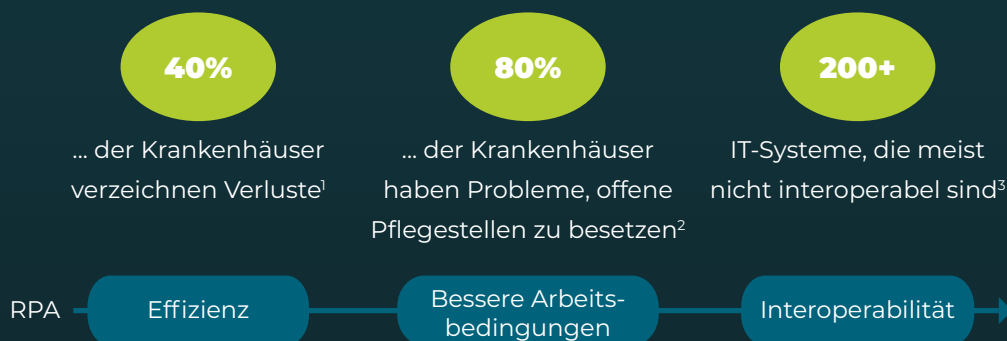 40%
... der Krankenhäuser
verzeichnen Verluste¹
80%
... der Krankenhäuser
haben Probleme, offene
Pflegestellen zu besetzen²
200+
IT-Systeme, die meist
nicht interoperabel sind³
RPA
Effizienz
Bessere Arbeits-
bedingungen
Interoperabilität